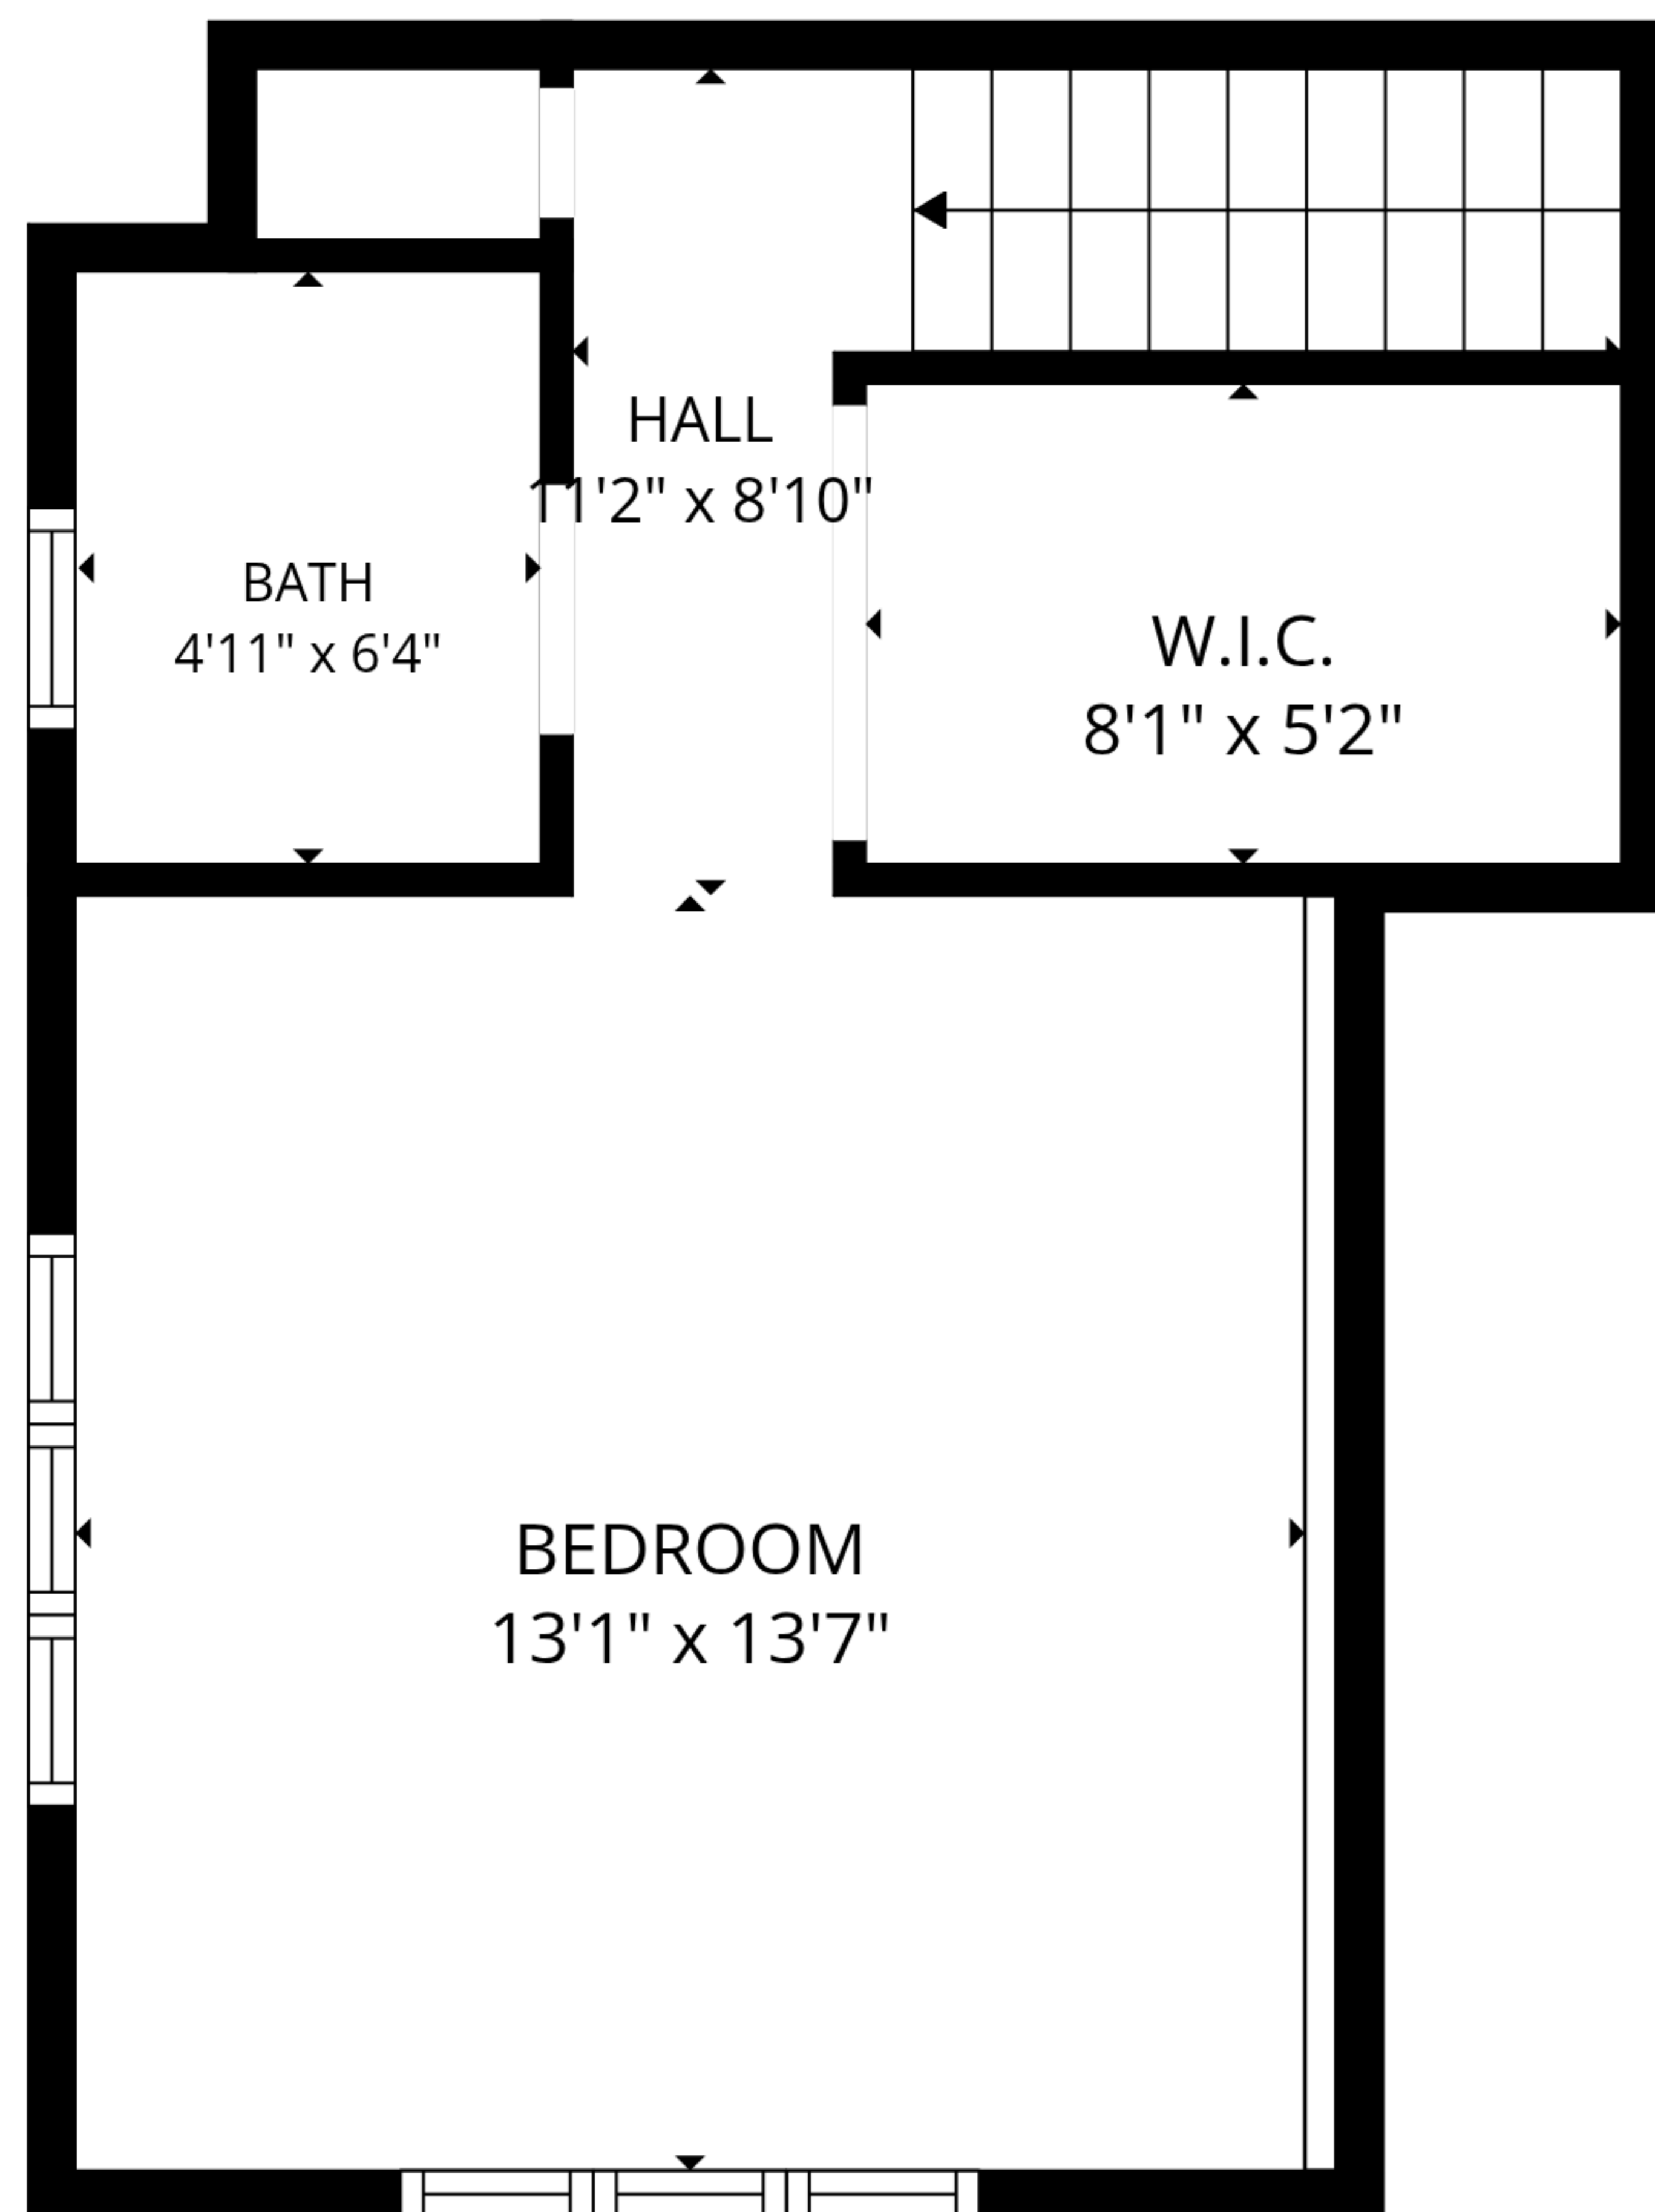 HALL
11'2" x 8'10"
BATH
4'11" x 6'4"
W.I.C.
8'1" x 5'2"
BEDROOM
13'1" x 13'7"